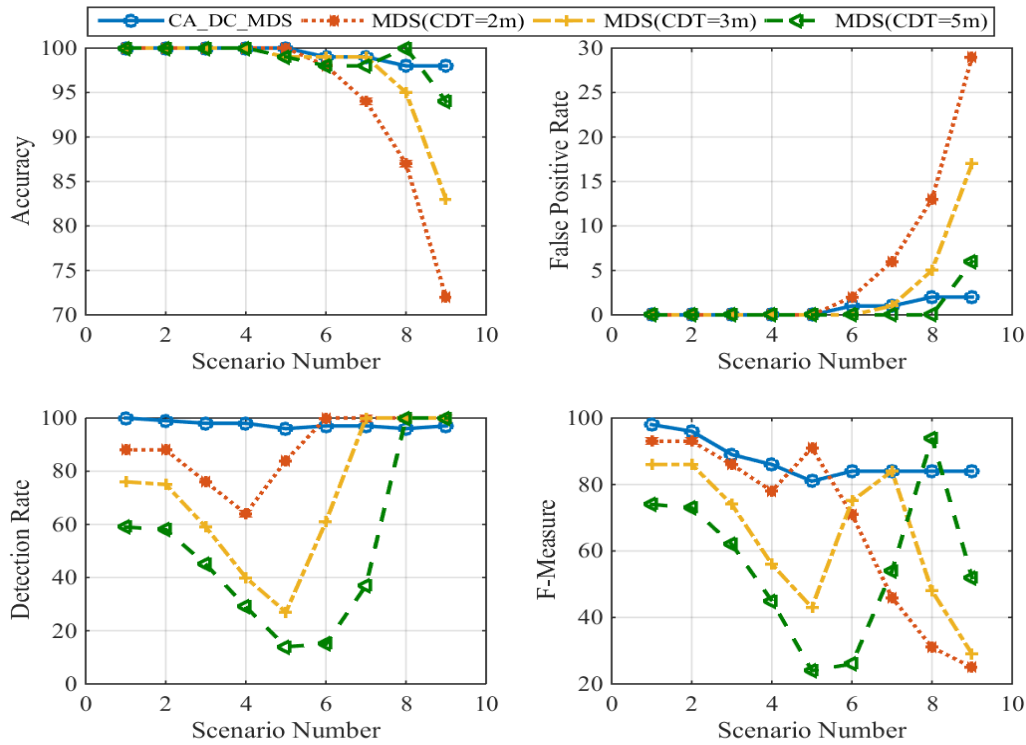 CA_DC_MDS MDS(CDT=2m) MDS(CDT=3m) MDS(CDT=5m)
100
95
90
85
80
75
70
Accuracy
0 2 4 6 8 10
Scenario Number
30
25
20
15
10
5
0
False Positive Rate
0 2 4 6 8 10
Scenario Number
100
80
60
40
20
0
Detection Rate
0 2 4 6 8 10
Scenario Number
100
80
60
40
20
F-Measure
0 2 4 6 8 10
Scenario Number